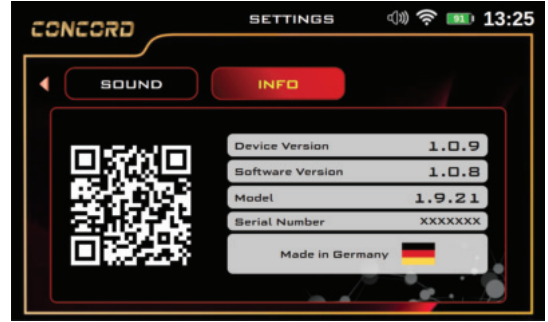 CONCORD
SETTINGS
91
13:25
SOUND
INFO
Device Version 1.0.9
Software Version 1.0.8
Model 1.9.21
Serial Number XXXXXXX
Made in Germany